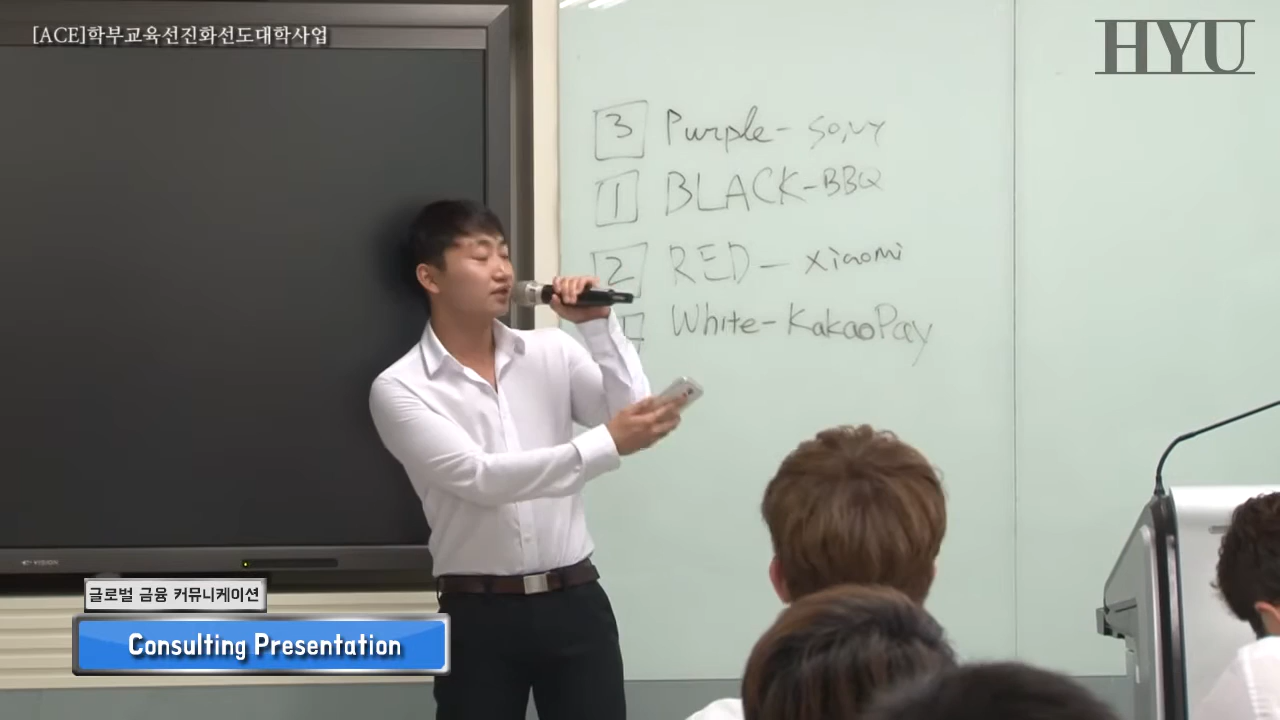 [ACE]학부교육선진화선도대학사업
HYU
3 Purple- Sony
1 BLACK-BBQ
2 RED - Xiaomi
White-KakaoPay
글로벌 금융 커뮤니케이션
Consulting Presentation